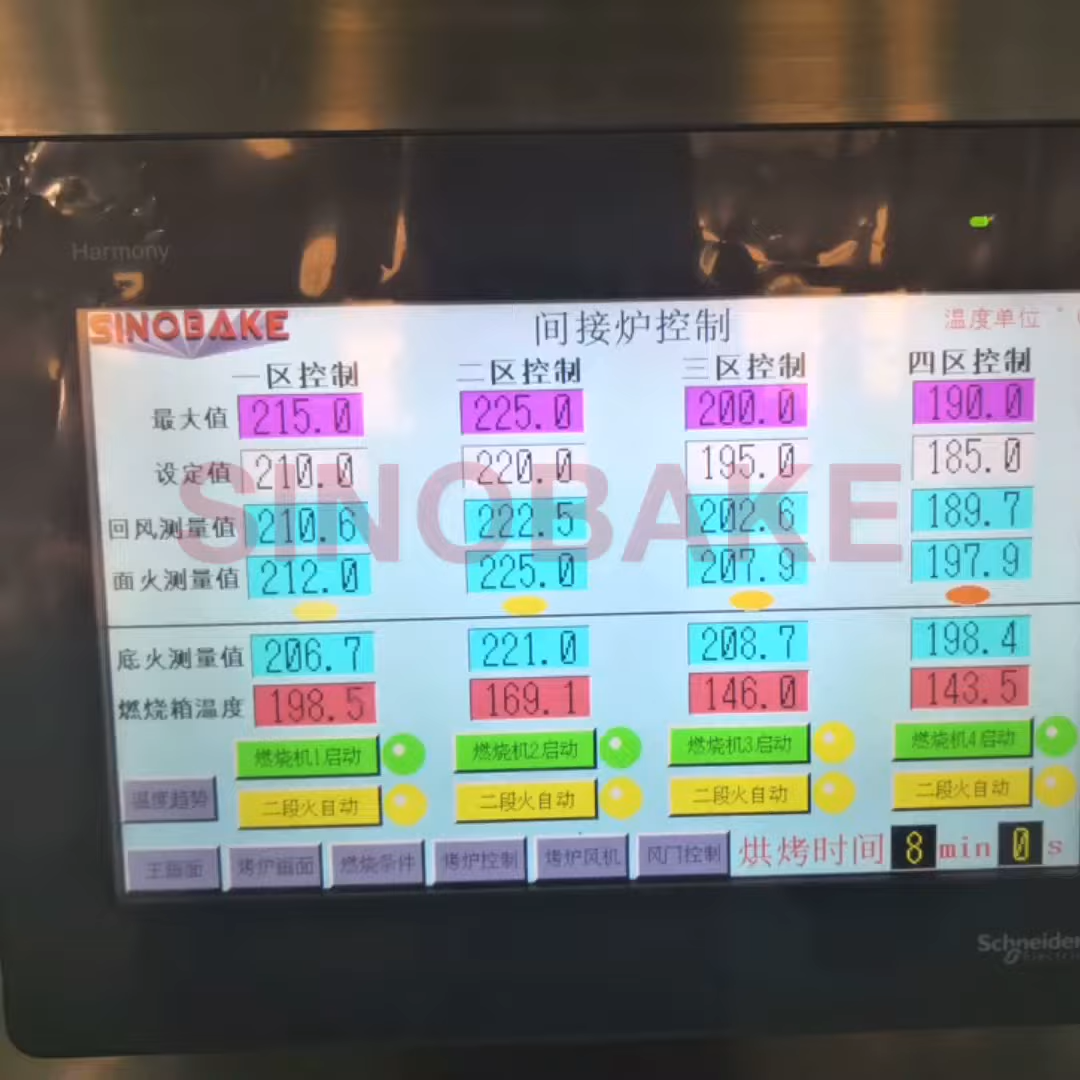 Harmony
SINOBAKE 间接炉控制 温度单位 °
一区控制 二区控制 三区控制 四区控制
最大值 215.0 225.0 200.0 190.0
设定值 210.0 220.0 195.0 185.0
SINOBAKE
回风测量值 210.6 222.5 202.6 189.7
面火测量值 212.0 225.0 207.9 197.9
底火测量值 206.7 221.0 208.7 198.4
燃烧箱温度 198.5 169.1 146.0 143.5
燃烧机1启动 燃烧机2启动 燃烧机3启动 燃烧机4启动
温度趋势 二段火自动 二段火自动 二段火自动 二段火自动
主画面 烤炉画面 燃烧条件 烤炉控制 烤炉风机 风门控制 烘烤时间 8 min 0 s
Schneider
Electric